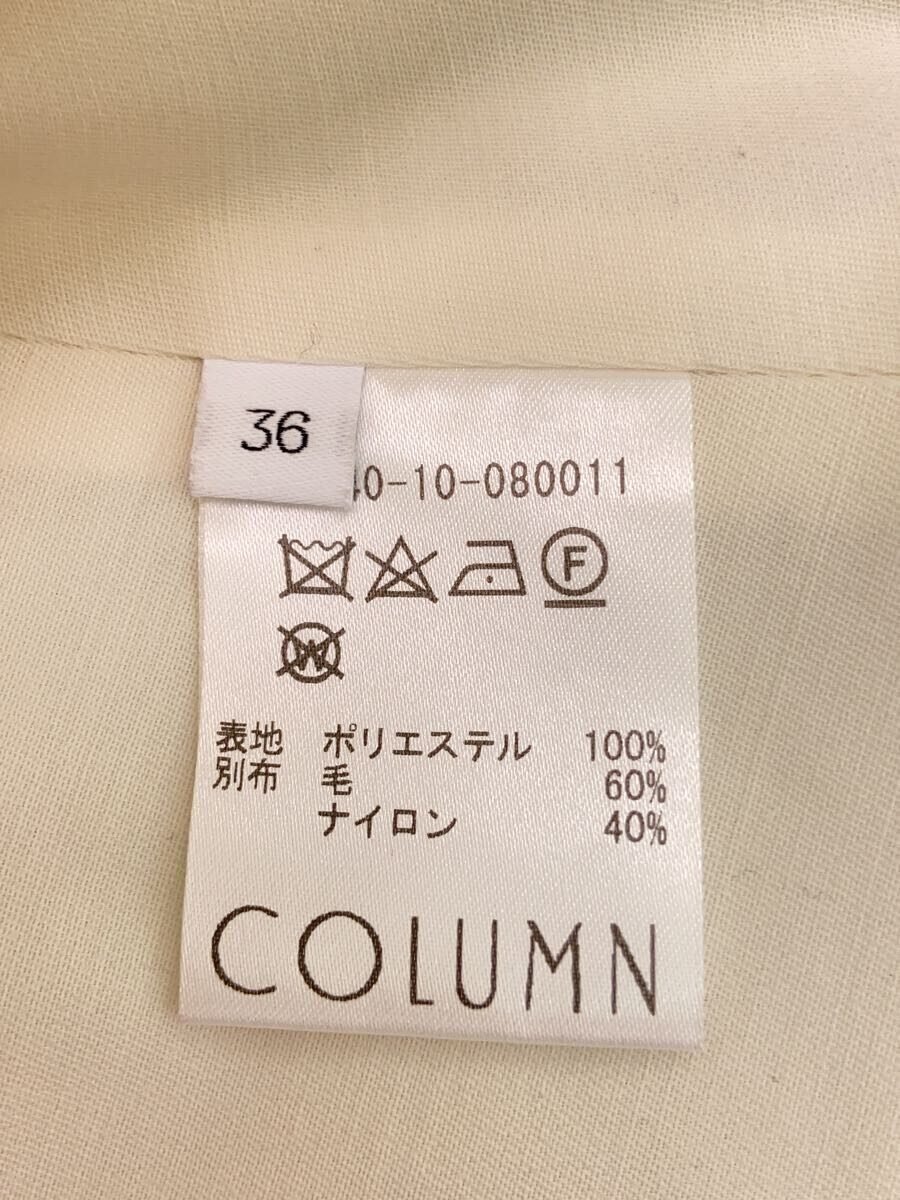 36
40-10-080011
F
W
表地 ポリエステル 100%
別布 毛 60%
ナイロン 40%
COLUMN